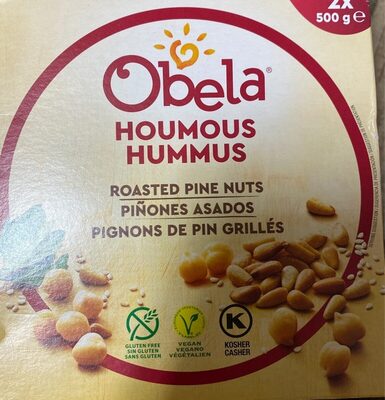 2x
500 g ℮
Obela®
HOUMOUS
HUMMUS
ROASTED PINE NUTS
PIÑONES ASADOS
PIGNONS DE PIN GRILLÉS
GLUTEN FREE
SIN GLUTEN
SANS GLUTEN
VEGAN
VEGANO
VÉGÉTALIEN
KOSHER
CASHER